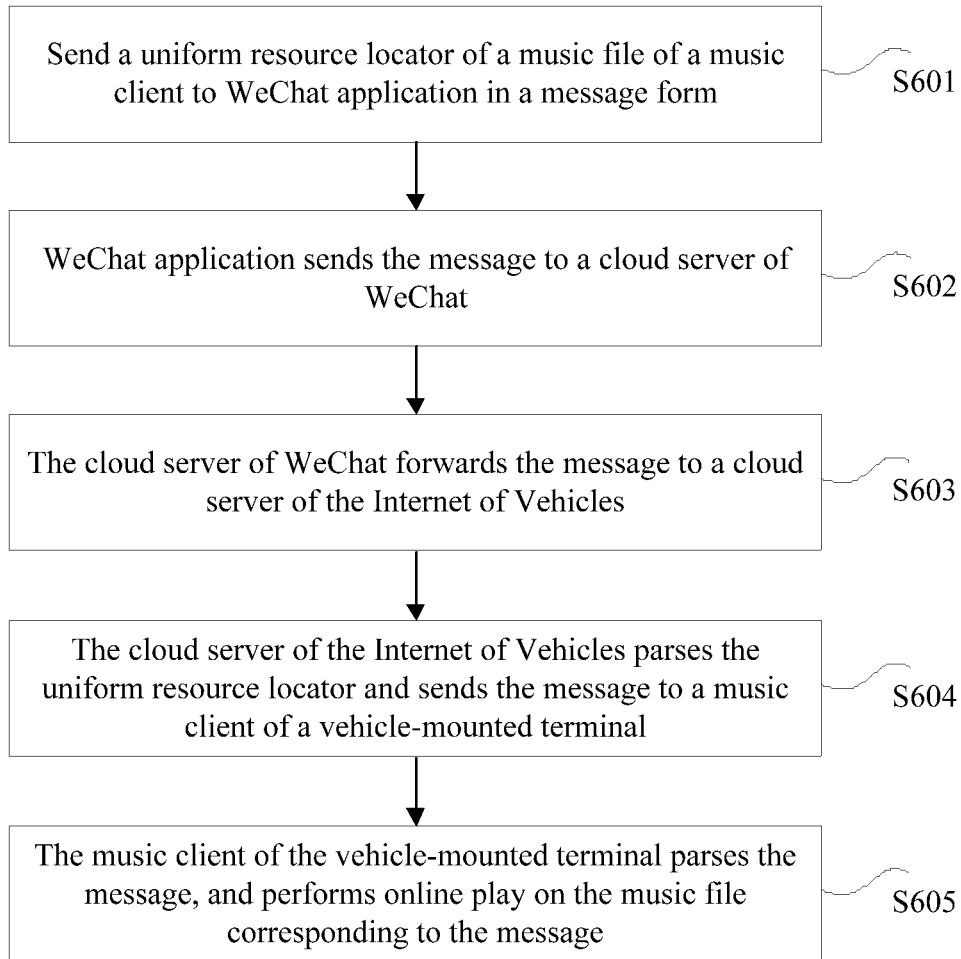 Send a uniform resource locator of a music file of a music
client to WeChat application in a message form
S601
WeChat application sends the message to a cloud server of
WeChat
S602
The cloud server of WeChat forwards the message to a cloud
server of the Internet of Vehicles
S603
The cloud server of the Internet of Vehicles parses the
uniform resource locator and sends the message to a music
client of a vehicle-mounted terminal
S604
The music client of the vehicle-mounted terminal parses the
message, and performs online play on the music file
corresponding to the message
S605